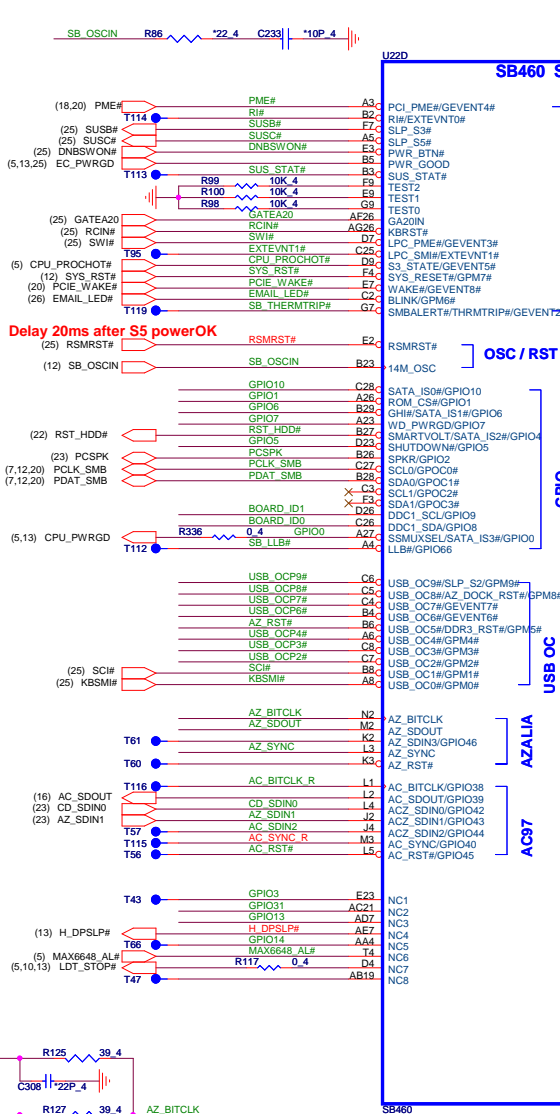 SB_OSCIN R86 *22_4 C233 *10P_4
U22D
SB460 S
(18,20) PME# PME# A3 PCI_PME#/GEVENT4#
T114 RI# B2 RI#/EXTEVNT0#
(25) SUSB# SUSB# F7 SLP_S3#
(25) SUSC# SUSC# A5 SLP_S5#
(25) DNBSWON# DNBSWON# E3 PWR_BTN#
(5,13,25) EC_PWRGD B5 PWR_GOOD
T113 SUS_STAT# B3 SUS_STAT#
R99 10K_4 F9 TEST2
R100 10K_4 E9 TEST1
R98 10K_4 G9 TEST0
(25) GATEA20 GATEA20 AF26 GA20IN
(25) RCIN# RCIN# AG26 KBRST#
(25) SWI# SWI# D7 LPC_PME#/GEVENT3#
T95 EXTEVNT1# C25 LPC_SMI#/EXTEVNT1#
(5) CPU_PROCHOT# CPU_PROCHOT# D9 S3_STATE/GEVENT5#
(12) SYS_RST# SYS_RST# F4 SYS_RESET#/GPM7#
(20) PCIE_WAKE# PCIE_WAKE# E7 WAKE#/GEVENT8#
(26) EMAIL_LED# EMAIL_LED# C2 BLINK/GPM6#
T119 SB_THERMTRIP# G7 SMBALERT#/THRMTRIP#/GEVENT2
Delay 20ms after S5 powerOK
(25) RSMRST# RSMRST# E2 RSMRST#
OSC / RST
(12) SB_OSCIN SB_OSCIN B23 14M_OSC
GPIO10 C28 SATA_IS0#/GPIO10
GPIO1 A26 ROM_CS#/GPIO1
GPIO6 B29 GHI#/SATA_IS1#/GPIO6
GPIO7 A23 WD_PWRGD/GPIO7
(22) RST_HDD# RST_HDD# B27 SMARTVOLT/SATA_IS2#/GPIO4
GPIO5 D23 SHUTDOWN#/GPIO5
(23) PCSPK PCSPK B26 SPKR/GPIO2
(7,12,20) PCLK_SMB PCLK_SMB C27 SCL0/GPOC0#
(7,12,20) PDAT_SMB PDAT_SMB B28 SDA0/GPOC1#
C3 SCL1/GPOC2#
F3 SDA1/GPOC3#
BOARD_ID1 D26 DDC1_SCL/GPIO9
BOARD_ID0 C26 DDC1_SDA/GPIO8
(5,13) CPU_PWRGD R336 0_4 GPIO0 A27 SSMUXSEL/SATA_IS3#/GPIO0
T112 SB_LLB# A4 LLB#/GPIO66
GPIO
USB_OCP9# C6 USB_OC9#/SLP_S2/GPM9#
USB_OCP8# C5 USB_OC8#/AZ_DOCK_RST#/GPM8#
USB_OCP7# C4 USB_OC7#/GEVENT7#
USB_OCP6# B4 USB_OC6#/GEVENT6#
AZ_RST# B6 USB_OC5#/DDR3_RST#/GPM5#
USB_OCP4# A6 USB_OC4#/GPM4#
USB_OCP3# C8 USB_OC3#/GPM3#
USB_OCP2# C7 USB_OC2#/GPM2#
(25) SCI# SCI# B8 USB_OC1#/GPM1#
(25) KBSMI# KBSMI# A8 USB_OC0#/GPM0#
USB OC
AZ_BITCLK N2 AZ_BITCLK
AZ_SDOUT M2 AZ_SDOUT
T61 K2 AZ_SDIN3/GPIO46
AZ_SYNC L3 AZ_SYNC
T60 K3 AZ_RST#
AZALIA
T116 AC_BITCLK_R L1 AC_BITCLK/GPIO38
(16) AC_SDOUT L2 AC_SDOUT/GPIO39
(23) CD_SDIN0 CD_SDIN0 L4 ACZ_SDIN0/GPIO42
(23) AZ_SDIN1 AZ_SDIN1 J2 ACZ_SDIN1/GPIO43
T57 AC_SDIN2 J4 ACZ_SDIN2/GPIO44
T115 AC_SYNC_R M3 AC_SYNC/GPIO40
T56 AC_RST# L5 AC_RST#/GPIO45
AC97
T43 GPIO3 E23 NC1
GPIO31 AC21 NC2
GPIO13 AD7 NC3
(13) H_DPSLP# H_DPSLP# AE7 NC4
T66 GPIO14 AA4 NC5
(5) MAX6648_AL# MAX6648_AL# T4 NC6
(5,10,13) LDT_STOP# R117 0_4 D4 NC7
T47 AB19 NC8
R125 39_4
C308 *22P_4
R127 39_4 AZ_BITCLK
SB460